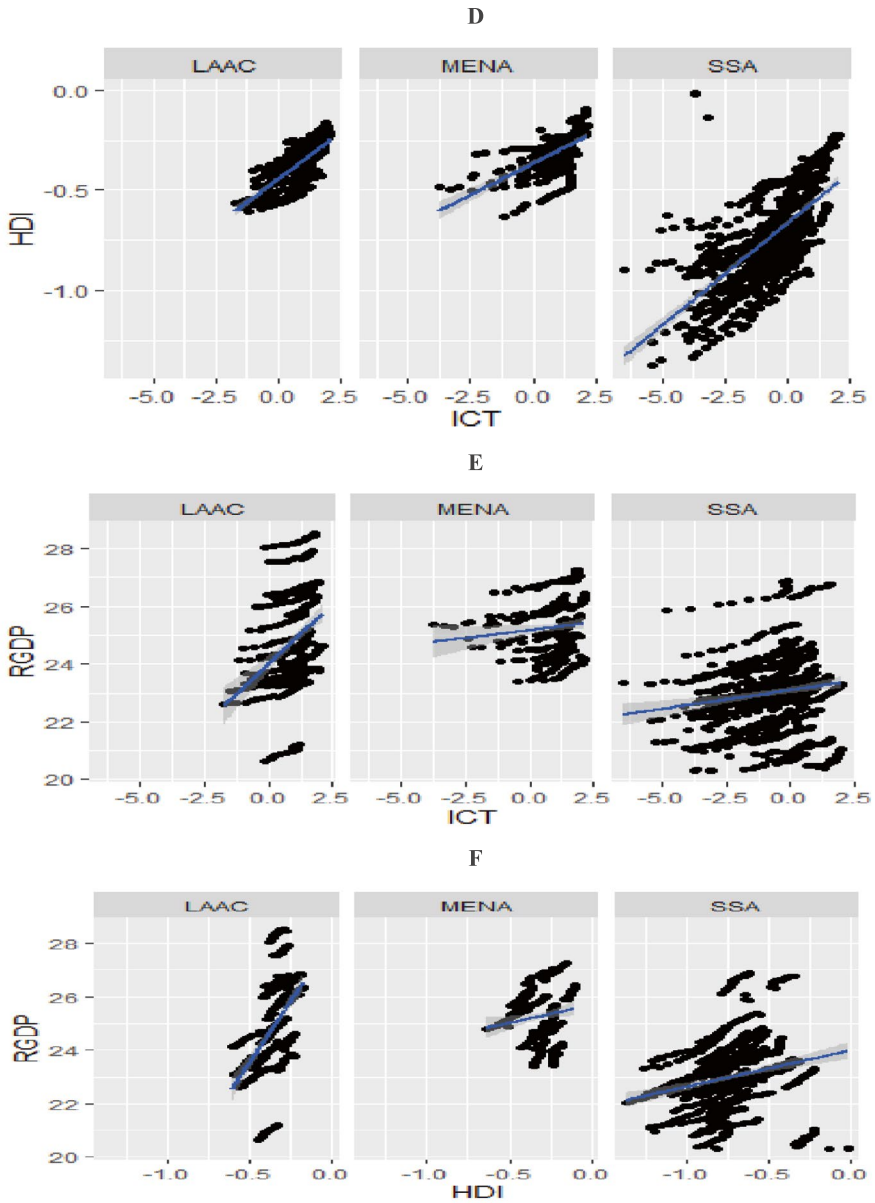 D
LAAC MENA SSA
0.0
-0.5
-1.0
HDI
-5.0 -2.5 0.0 2.5 -5.0 -2.5 0.0 2.5 -5.0 -2.5 0.0 2.5
ICT
E
LAAC MENA SSA
28
26
24
22
20
RGDP
-5.0 -2.5 0.0 2.5 -5.0 -2.5 0.0 2.5 -5.0 -2.5 0.0 2.5
ICT
F
LAAC MENA SSA
28
26
24
22
20
RGDP
-1.0 -0.5 0.0 -1.0 -0.5 0.0 -1.0 -0.5 0.0
HDI